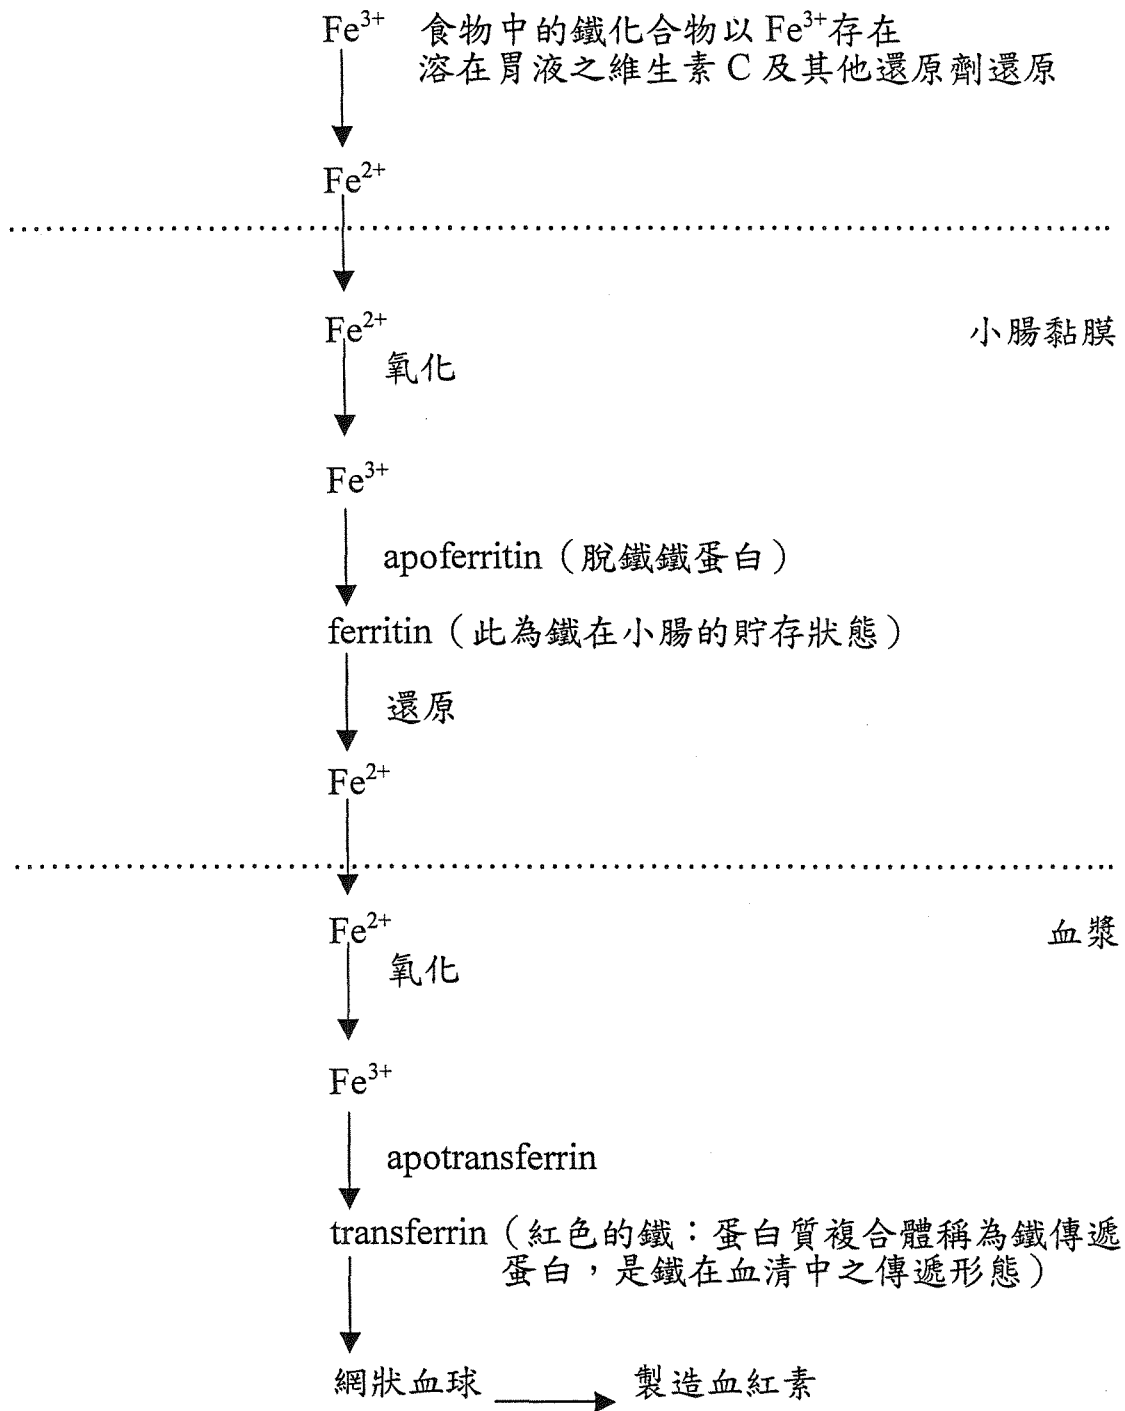 Fe³⁺ 食物中的鐵化合物以 Fe³⁺存在
溶在胃液之維生素 C 及其他還原劑還原
Fe²⁺
Fe²⁺ 小腸黏膜
氧化
Fe³⁺
apoferritin（脫鐵鐵蛋白）
ferritin（此為鐵在小腸的貯存狀態）
還原
Fe²⁺
Fe²⁺ 血漿
氧化
Fe³⁺
apotransferrin
transferrin（紅色的鐵：蛋白質複合體稱為鐵傳遞
蛋白，是鐵在血清中之傳遞形態）
網狀血球 製造血紅素